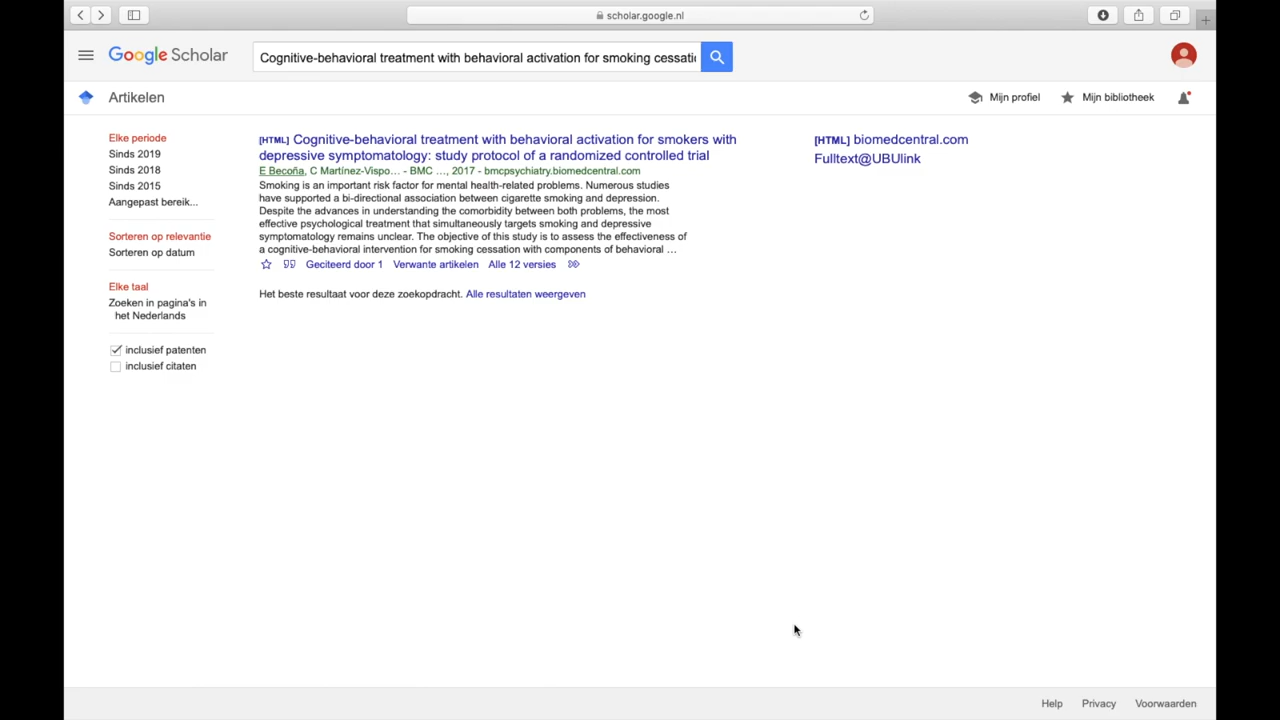 scholar.google.nl
Google Scholar
Cognitive-behavioral treatment with behavioral activation for smoking cessati
Artikelen
Mijn profiel
Mijn bibliotheek
Elke periode
Sinds 2019
Sinds 2018
Sinds 2015
Aangepast bereik...
Sorteren op relevantie
Sorteren op datum
Elke taal
Zoeken in pagina's in
het Nederlands
inclusief patenten
inclusief citaten
[HTML] Cognitive-behavioral treatment with behavioral activation for smokers with
depressive symptomatology: study protocol of a randomized controlled trial
E Becoña, C Martínez-Vispo... - BMC ..., 2017 - bmcpsychiatry.biomedcentral.com
Smoking is an important risk factor for mental health-related problems. Numerous studies
have supported a bi-directional association between cigarette smoking and depression.
Despite the advances in understanding the comorbidity between both problems, the most
effective psychological treatment that simultaneously targets smoking and depressive
symptomatology remains unclear. The objective of this study is to assess the effectiveness of
a cognitive-behavioral intervention for smoking cessation with components of behavioral ...
Geciteerd door 1 Verwante artikelen Alle 12 versies
Het beste resultaat voor deze zoekopdracht. Alle resultaten weergeven
[HTML] biomedcentral.com
Fulltext@UBUlink
Help Privacy Voorwaarden